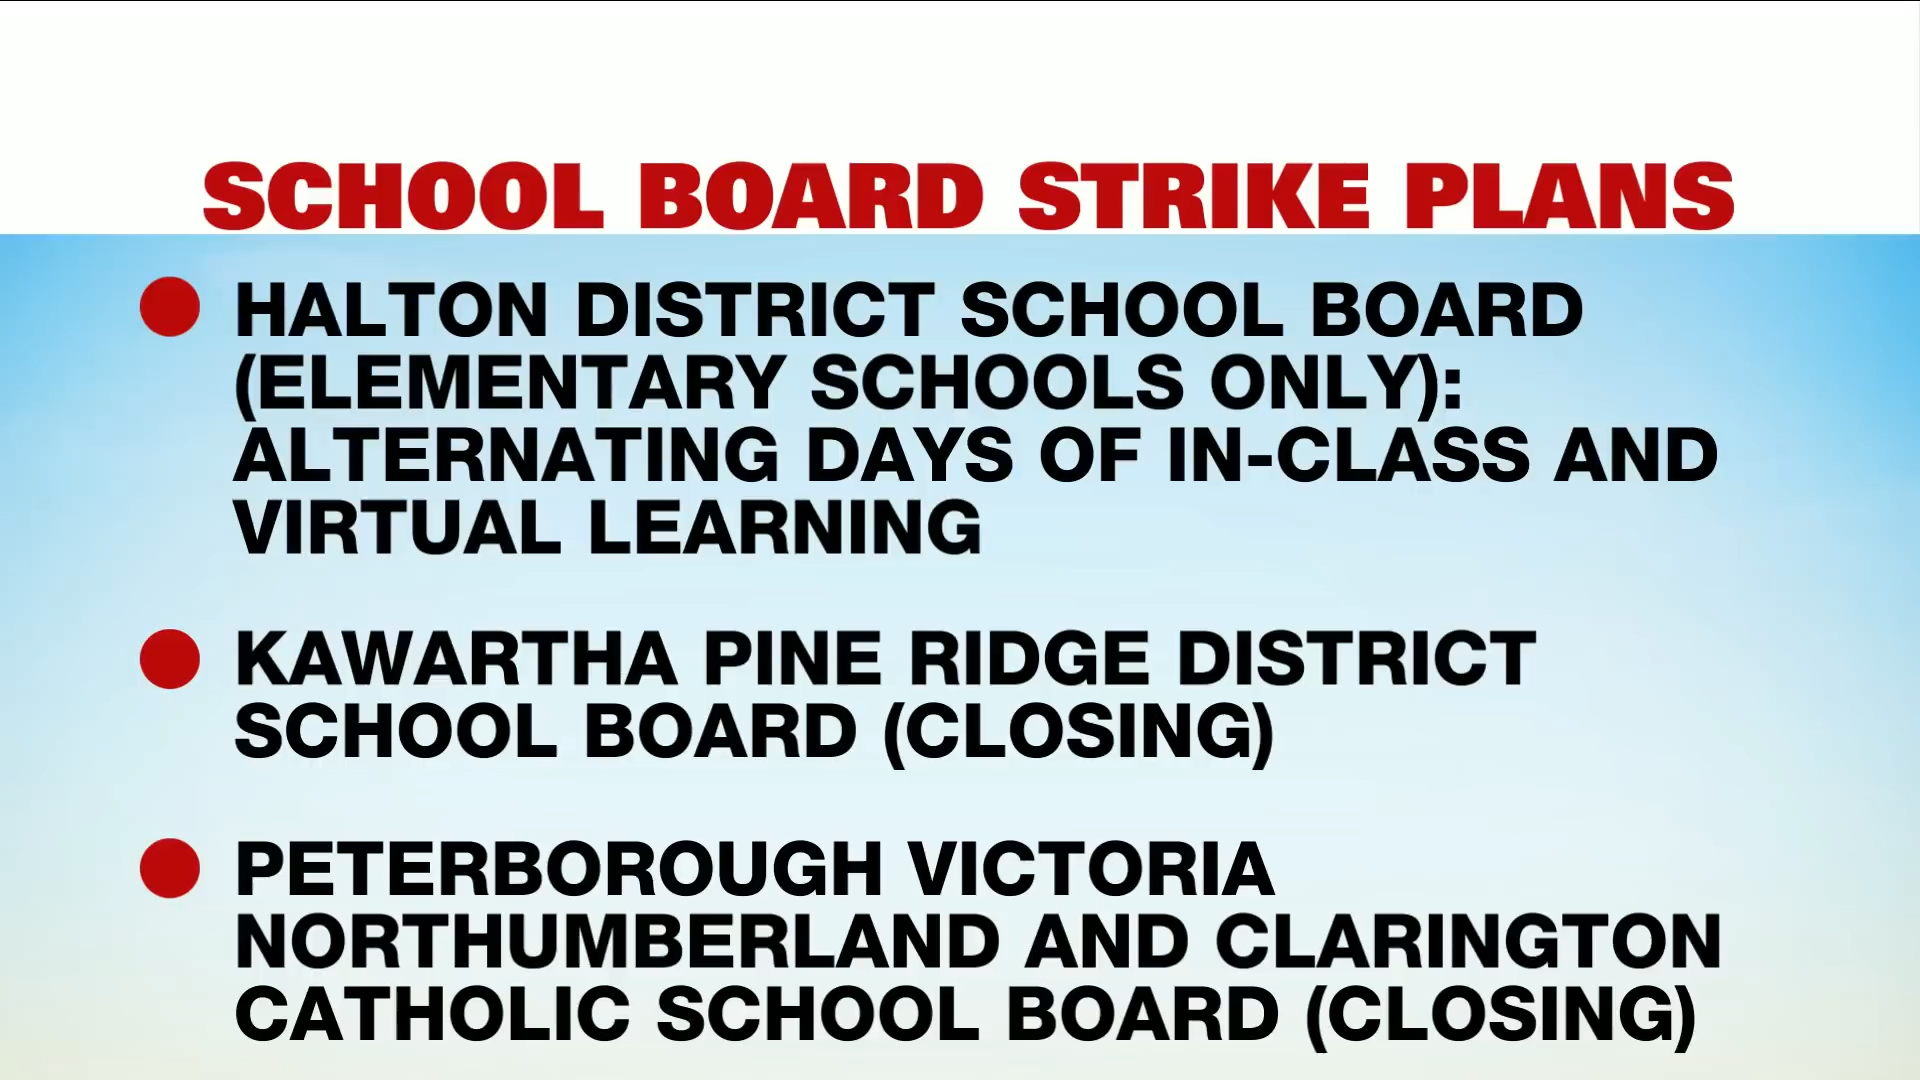 SCHOOL BOARD STRIKE PLANS
HALTON DISTRICT SCHOOL BOARD
(ELEMENTARY SCHOOLS ONLY):
ALTERNATING DAYS OF IN-CLASS AND
VIRTUAL LEARNING
KAWARTHA PINE RIDGE DISTRICT
SCHOOL BOARD (CLOSING)
PETERBOROUGH VICTORIA
NORTHUMBERLAND AND CLARINGTON
CATHOLIC SCHOOL BOARD (CLOSING)